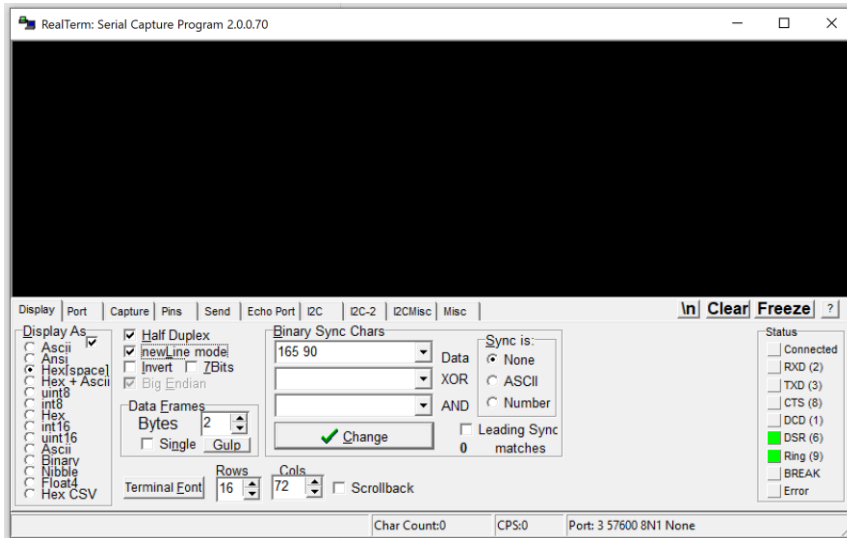 RealTerm: Serial Capture Program 2.0.0.70
Display Port Capture Pins Send Echo Port I2C I2C-2 I2CMisc Misc \n Clear Freeze ?
Display As
Ascii
Ansi
Hex[space]
Hex + Ascii
uint8
int8
Hex
int16
uint16
Ascii
Binary
Nibble
Float4
Hex CSV
Half Duplex
newLine mode
Invert 7Bits
Big Endian
Data Frames
Bytes 2
Single Gulp
Binary Sync Chars
165 90 Data
XOR
AND
Change
Sync is:
None
ASCII
Number
Leading Sync
0 matches
Terminal Font
Rows
16
Cols
72
Scrollback
Status
Connected
RXD (2)
TXD (3)
CTS (8)
DCD (1)
DSR (6)
Ring (9)
BREAK
Error
Char Count:0 CPS:0 Port: 3 57600 8N1 None